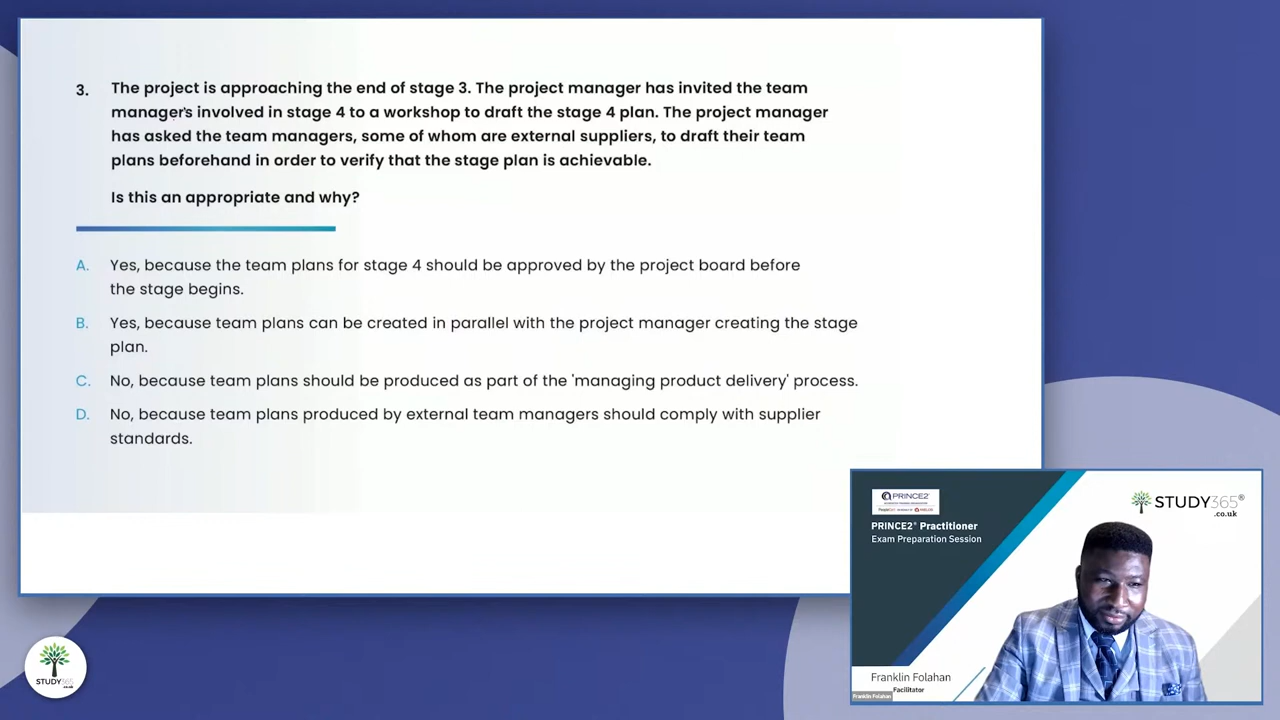 3. The project is approaching the end of stage 3. The project manager has invited the team
managers involved in stage 4 to a workshop to draft the stage 4 plan. The project manager
has asked the team managers, some of whom are external suppliers, to draft their team
plans beforehand in order to verify that the stage plan is achievable.
Is this an appropriate and why?
A. Yes, because the team plans for stage 4 should be approved by the project board before
the stage begins.
B. Yes, because team plans can be created in parallel with the project manager creating the stage
plan.
C. No, because team plans should be produced as part of the 'managing product delivery' process.
D. No, because team plans produced by external team managers should comply with supplier
standards.
PRINCE2
PRINCE2® Practitioner
Exam Preparation Session
STUDY365®
.co.uk
Franklin Folahan
Facilitator
Franklin Folahan
STUDY365
.co.uk